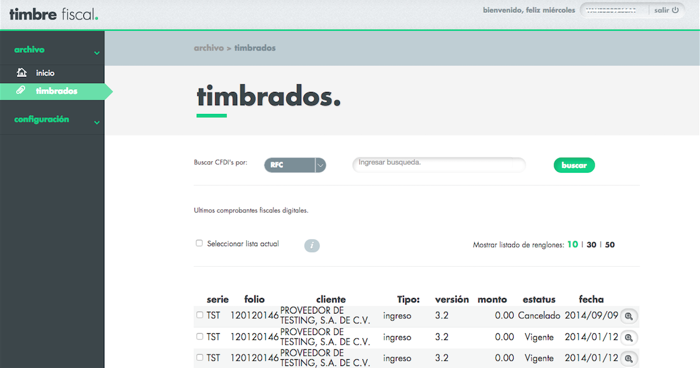 timbre fiscal.
bienvenido, feliz miércoles
salir
archivo
inicio
timbrados
configuración
archivo > timbrados
timbrados.
Buscar CFDI's por:
RFC
Ingresar busqueda.
buscar
Ultimos comprobantes fiscales digitales.
Seleccionar lista actual
i
Mostrar listado de renglones: 10 | 30 | 50
serie folio cliente Tipo: versión monto estatus fecha
TST 120120146 PROVEEDOR DE TESTING, S.A. DE C.V. ingreso 3.2 0.00 Cancelado 2014/09/09
TST 120120146 PROVEEDOR DE TESTING, S.A. DE C.V. ingreso 3.2 0.00 Vigente 2014/01/12
TST 120120146 PROVEEDOR DE TESTING, S.A. DE C.V. ingreso 3.2 0.00 Vigente 2014/01/12